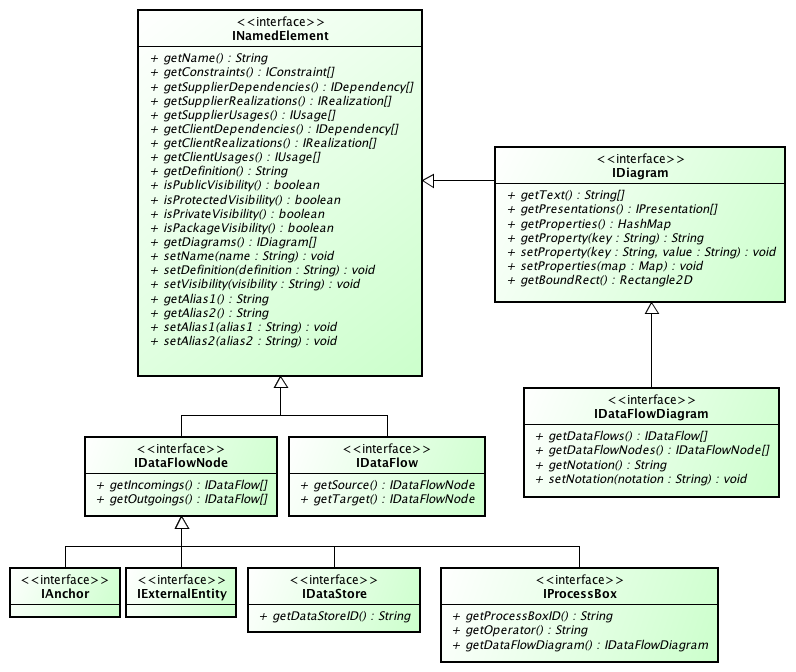 <<interface>>
INamedElement
+ getName() : String
+ getConstraints() : IConstraint[]
+ getSupplierDependencies() : IDependency[]
+ getSupplierRealizations() : IRealization[]
+ getSupplierUsages() : IUsage[]
+ getClientDependencies() : IDependency[]
+ getClientRealizations() : IRealization[]
+ getClientUsages() : IUsage[]
+ getDefinition() : String
+ isPublicVisibility() : boolean
+ isProtectedVisibility() : boolean
+ isPrivateVisibility() : boolean
+ isPackageVisibility() : boolean
+ getDiagrams() : IDiagram[]
+ setName(name : String) : void
+ setDefinition(definition : String) : void
+ setVisibility(visibility : String) : void
+ getAlias1() : String
+ getAlias2() : String
+ setAlias1(alias1 : String) : void
+ setAlias2(alias2 : String) : void
<<interface>>
IDiagram
+ getText() : String[]
+ getPresentations() : IPresentation[]
+ getProperties() : HashMap
+ getProperty(key : String) : String
+ setProperty(key : String, value : String) : void
+ setProperties(map : Map) : void
+ getBoundRect() : Rectangle2D
<<interface>>
IDataFlowDiagram
+ getDataFlows() : IDataFlow[]
+ getDataFlowNodes() : IDataFlowNode[]
+ getNotation() : String
+ setNotation(notation : String) : void
<<interface>>
IDataFlowNode
+ getIncomings() : IDataFlow[]
+ getOutgoings() : IDataFlow[]
<<interface>>
IDataFlow
+ getSource() : IDataFlowNode
+ getTarget() : IDataFlowNode
<<interface>>
IAnchor
<<interface>>
IExternalEntity
<<interface>>
IDataStore
+ getDataStoreID() : String
<<interface>>
IProcessBox
+ getProcessBoxID() : String
+ getOperator() : String
+ getDataFlowDiagram() : IDataFlowDiagram